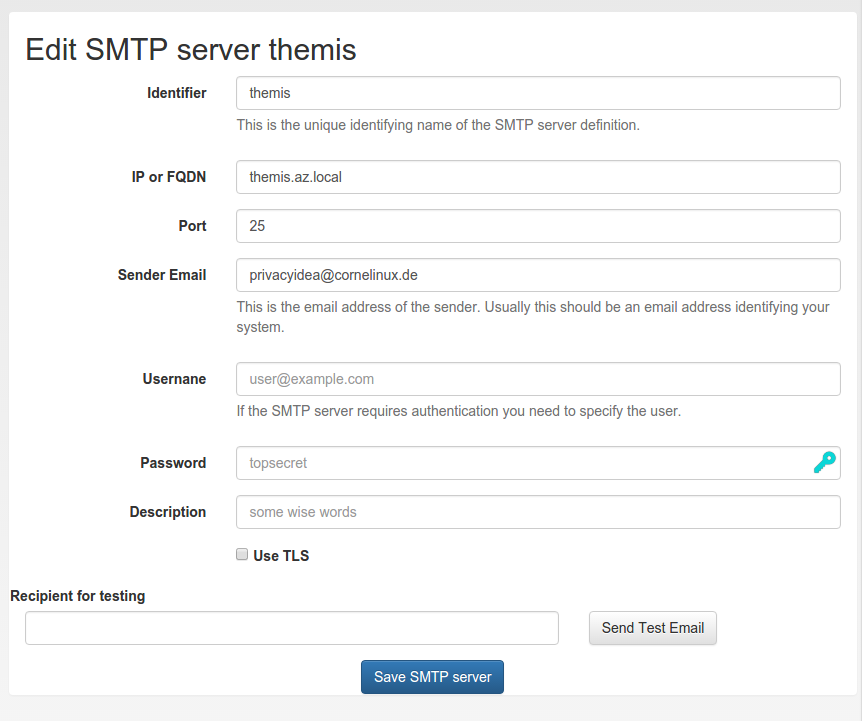 Edit SMTP server themis
Identifier
themis
This is the unique identifying name of the SMTP server definition.
IP or FQDN
themis.az.local
Port
25
Sender Email
privacyidea@cornelinux.de
This is the email address of the sender. Usually this should be an email address identifying your
system.
Usernane
user@example.com
If the SMTP server requires authentication you need to specify the user.
Password
topsecret
Description
some wise words
Use TLS
Recipient for testing
Send Test Email
Save SMTP server